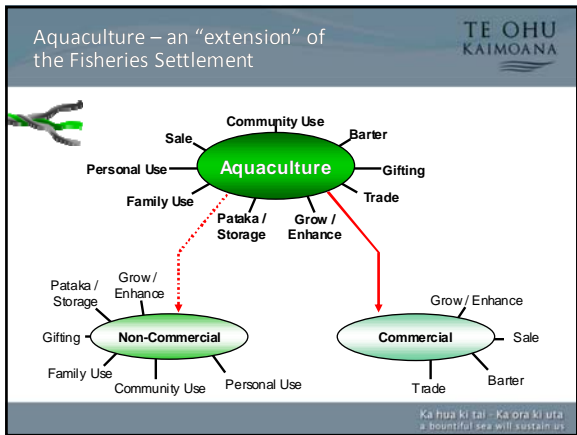 Aquaculture – an “extension” of
the Fisheries Settlement
TE OHU
KAIMOANA
Community Use
Sale
Barter
Personal Use
Aquaculture
Gifting
Family Use
Trade
Pataka /
Storage
Grow /
Enhance
Pataka /
Storage
Grow /
Enhance
Gifting
Non-Commercial
Family Use
Community Use
Personal Use
Grow / Enhance
Commercial
Sale
Barter
Trade
Ka hua ki tai - Ka ora ki uta
a bountiful sea will sustain us